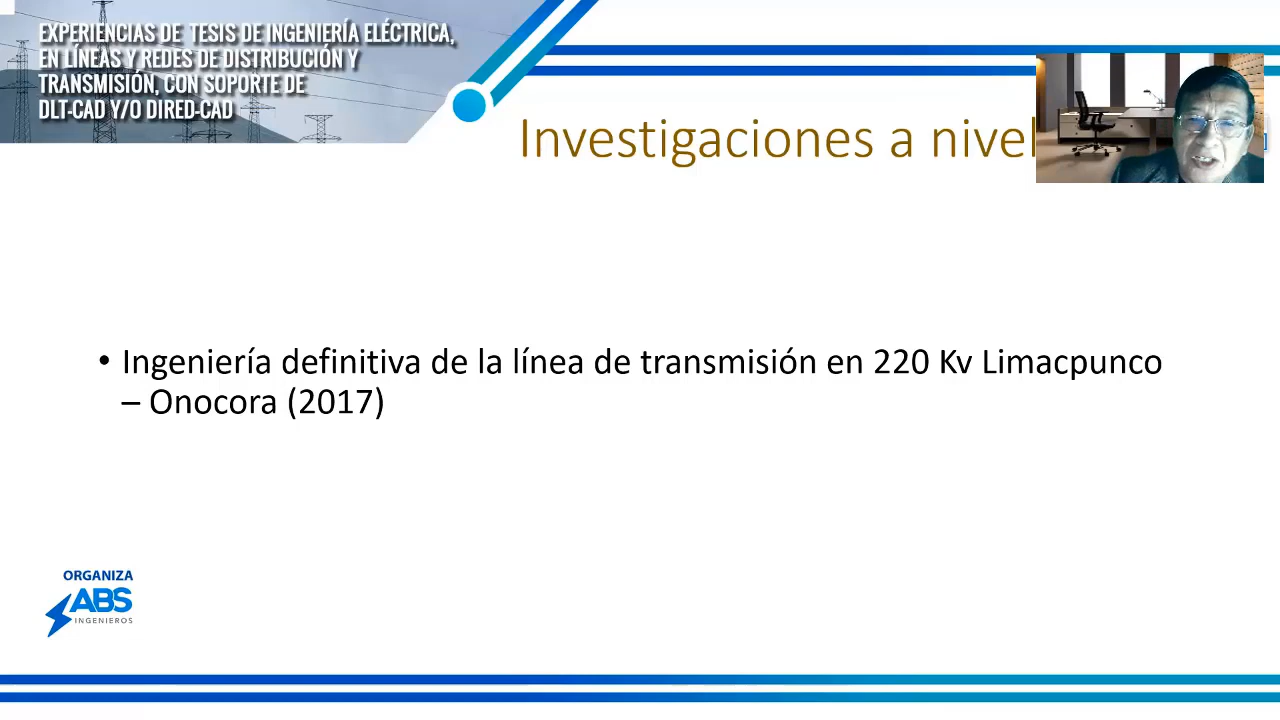 EXPERIENCIAS DE TESIS DE INGENIERÍA ELÉCTRICA,
EN LÍNEAS Y REDES DE DISTRIBUCIÓN Y
TRANSMISIÓN, CON SOPORTE DE
DLT-CAD Y/O DIRED-CAD
Investigaciones a nivel
• Ingeniería definitiva de la línea de transmisión en 220 Kv Limacpunco
– Onocora (2017)
ORGANIZA
ABS
INGENIEROS